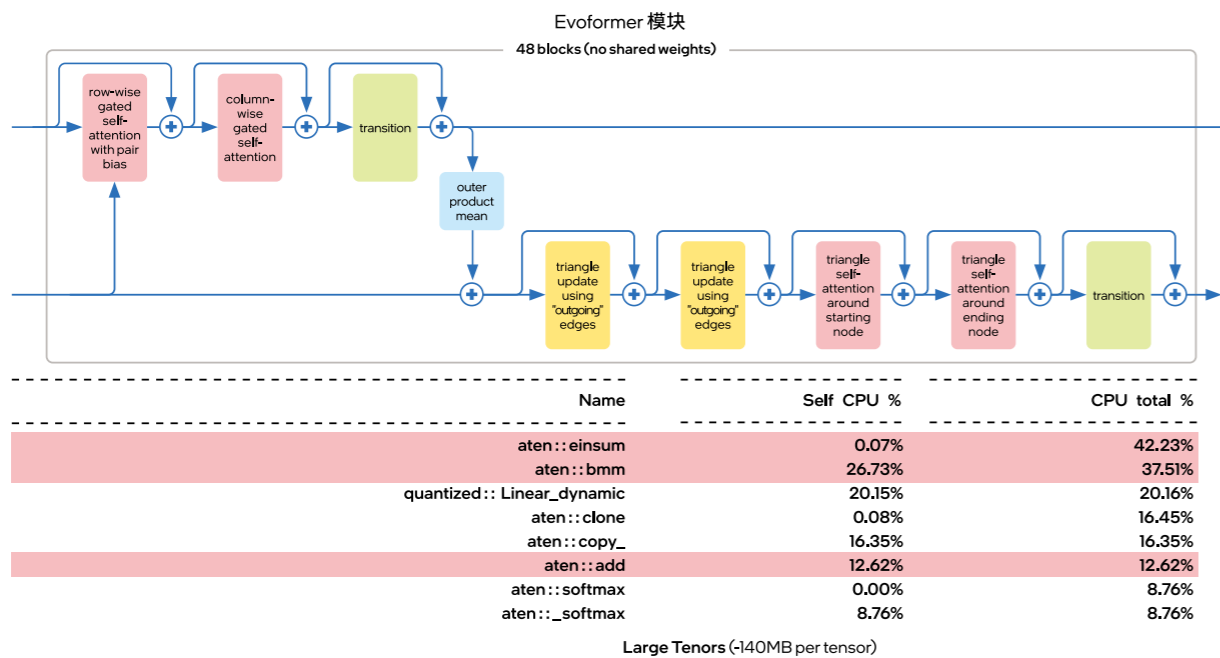 Evoformer 模块
48 blocks (no shared weights)
row-wise
gated
self-
attention
with pair
bias
column-
wise
gated
self-
attention
transition
outer
product
mean
triangle
update
using
"outgoing"
edges
triangle
update
using
"outgoing"
edges
triangle
self-
attention
around
starting
node
triangle
self-
attention
around
ending
node
transition
Name Self CPU % CPU total %
aten::einsum 0.07% 42.23%
aten::bmm 26.73% 37.51%
quantized:: Linear_dynamic 20.15% 20.16%
aten::clone 0.08% 16.45%
aten::copy_ 16.35% 16.35%
aten::add 12.62% 12.62%
aten::softmax 0.00% 8.76%
aten::_softmax 8.76% 8.76%
Large Tenors (~140MB per tensor)